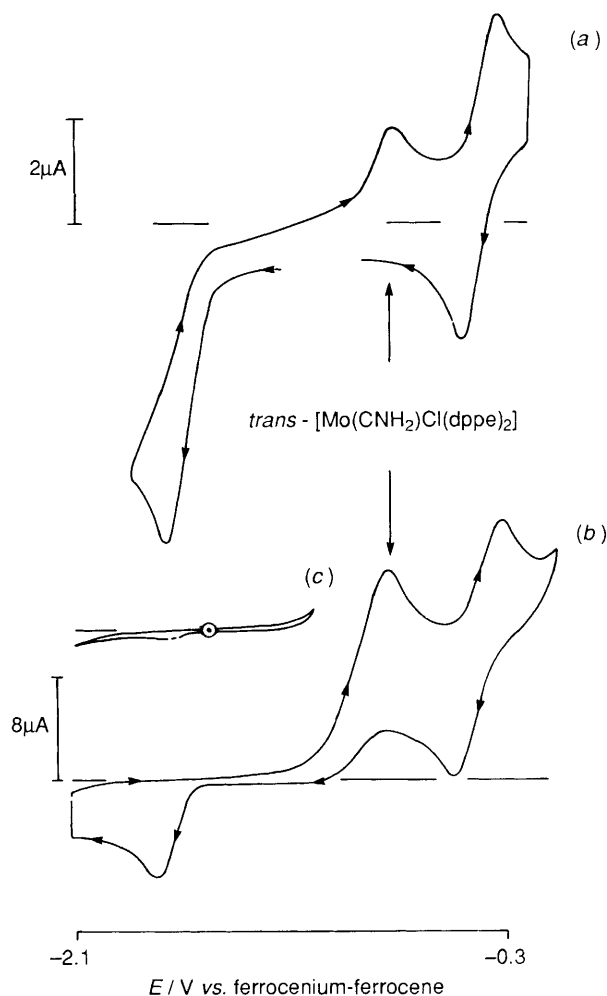 (a)
2μA
trans - [Mo(CNH₂)Cl(dppe)₂]
(b)
(c)
8μA
−2.1 −0.3
E / V vs. ferrocenium-ferrocene